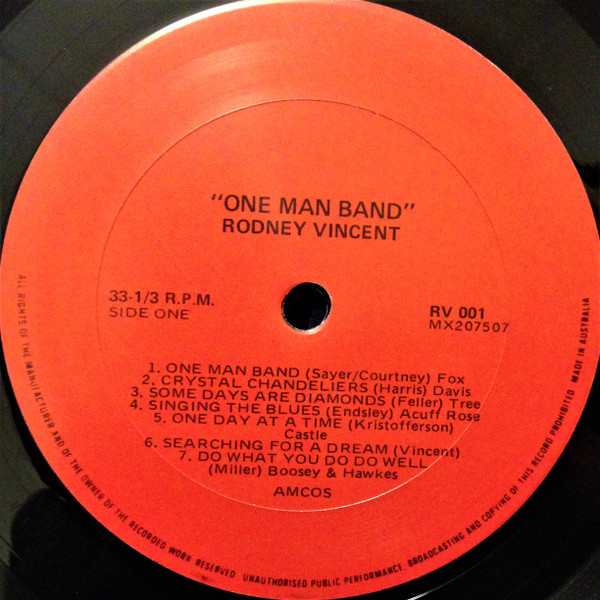 "ONE MAN BAND"
RODNEY VINCENT
33-1/3 R.P.M.
SIDE ONE
RV 001
MX207507
1. ONE MAN BAND (Sayer/Courtney) Fox
2. CRYSTAL CHANDELIERS (Harris) Davis
3. SOME DAYS ARE DIAMONDS (Feller) Tree
4. SINGING THE BLUES (Endsley) Acuff Rose
5. ONE DAY AT A TIME (Kristofferson)
Castle
6. SEARCHING FOR A DREAM (Vincent)
7. DO WHAT YOU DO DO WELL
(Miller) Boosey & Hawkes
AMCOS
ALL RIGHTS OF THE MANUFACTURER AND OF THE OWNER OF THE RECORDED WORK RESERVED. UNAUTHORISED PUBLIC PERFORMANCE, BROADCASTING AND COPYING OF THIS RECORD PROHIBITED. MADE IN AUSTRALIA